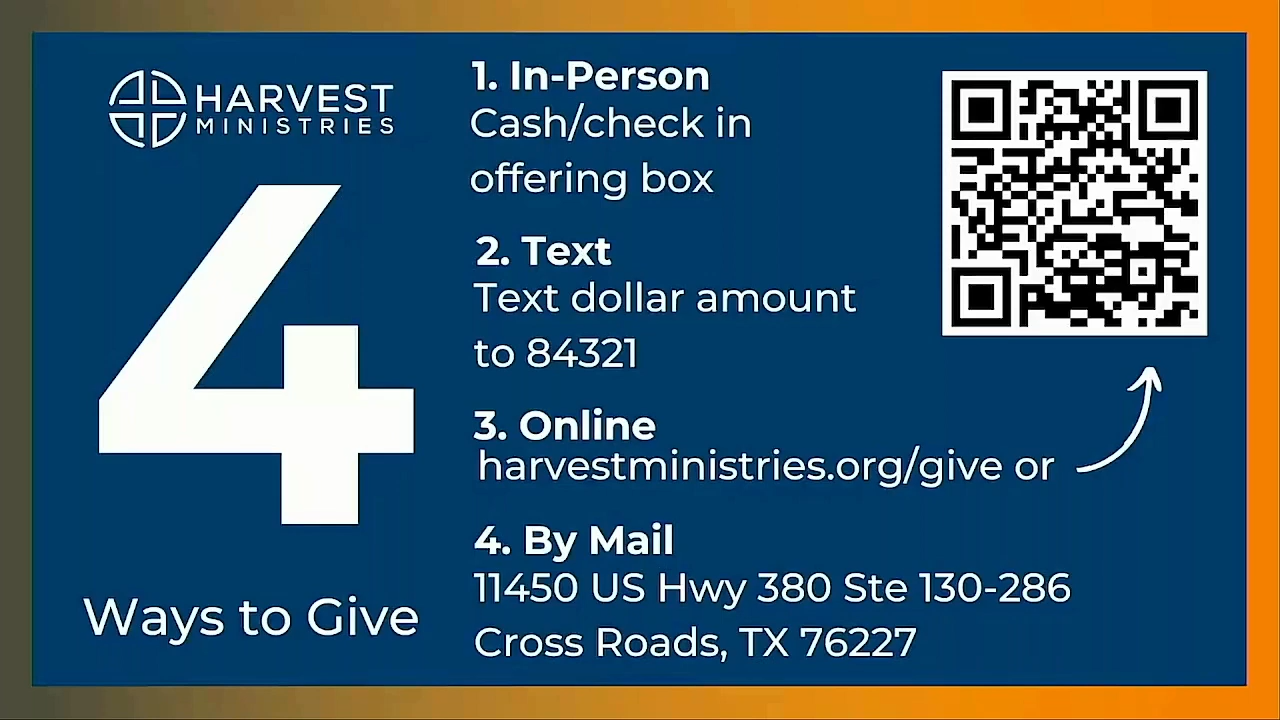 HARVEST
MINISTRIES
4
Ways to Give
1. In-Person
Cash/check in
offering box
2. Text
Text dollar amount
to 84321
3. Online
harvestministries.org/give or
4. By Mail
11450 US Hwy 380 Ste 130-286
Cross Roads, TX 76227